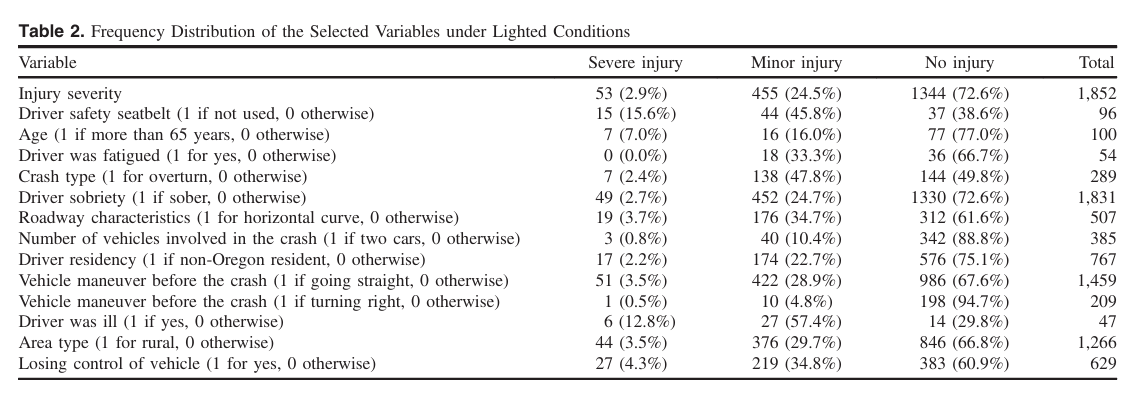 Table 2. Frequency Distribution of the Selected Variables under Lighted Conditions
Variable Severe injury Minor injury No injury Total
Injury severity 53 (2.9%) 455 (24.5%) 1344 (72.6%) 1,852
Driver safety seatbelt (1 if not used, 0 otherwise) 15 (15.6%) 44 (45.8%) 37 (38.6%) 96
Age (1 if more than 65 years, 0 otherwise) 7 (7.0%) 16 (16.0%) 77 (77.0%) 100
Driver was fatigued (1 for yes, 0 otherwise) 0 (0.0%) 18 (33.3%) 36 (66.7%) 54
Crash type (1 for overturn, 0 otherwise) 7 (2.4%) 138 (47.8%) 144 (49.8%) 289
Driver sobriety (1 if sober, 0 otherwise) 49 (2.7%) 452 (24.7%) 1330 (72.6%) 1,831
Roadway characteristics (1 for horizontal curve, 0 otherwise) 19 (3.7%) 176 (34.7%) 312 (61.6%) 507
Number of vehicles involved in the crash (1 if two cars, 0 otherwise) 3 (0.8%) 40 (10.4%) 342 (88.8%) 385
Driver residency (1 if non-Oregon resident, 0 otherwise) 17 (2.2%) 174 (22.7%) 576 (75.1%) 767
Vehicle maneuver before the crash (1 if going straight, 0 otherwise) 51 (3.5%) 422 (28.9%) 986 (67.6%) 1,459
Vehicle maneuver before the crash (1 if turning right, 0 otherwise) 1 (0.5%) 10 (4.8%) 198 (94.7%) 209
Driver was ill (1 if yes, 0 otherwise) 6 (12.8%) 27 (57.4%) 14 (29.8%) 47
Area type (1 for rural, 0 otherwise) 44 (3.5%) 376 (29.7%) 846 (66.8%) 1,266
Losing control of vehicle (1 for yes, 0 otherwise) 27 (4.3%) 219 (34.8%) 383 (60.9%) 629